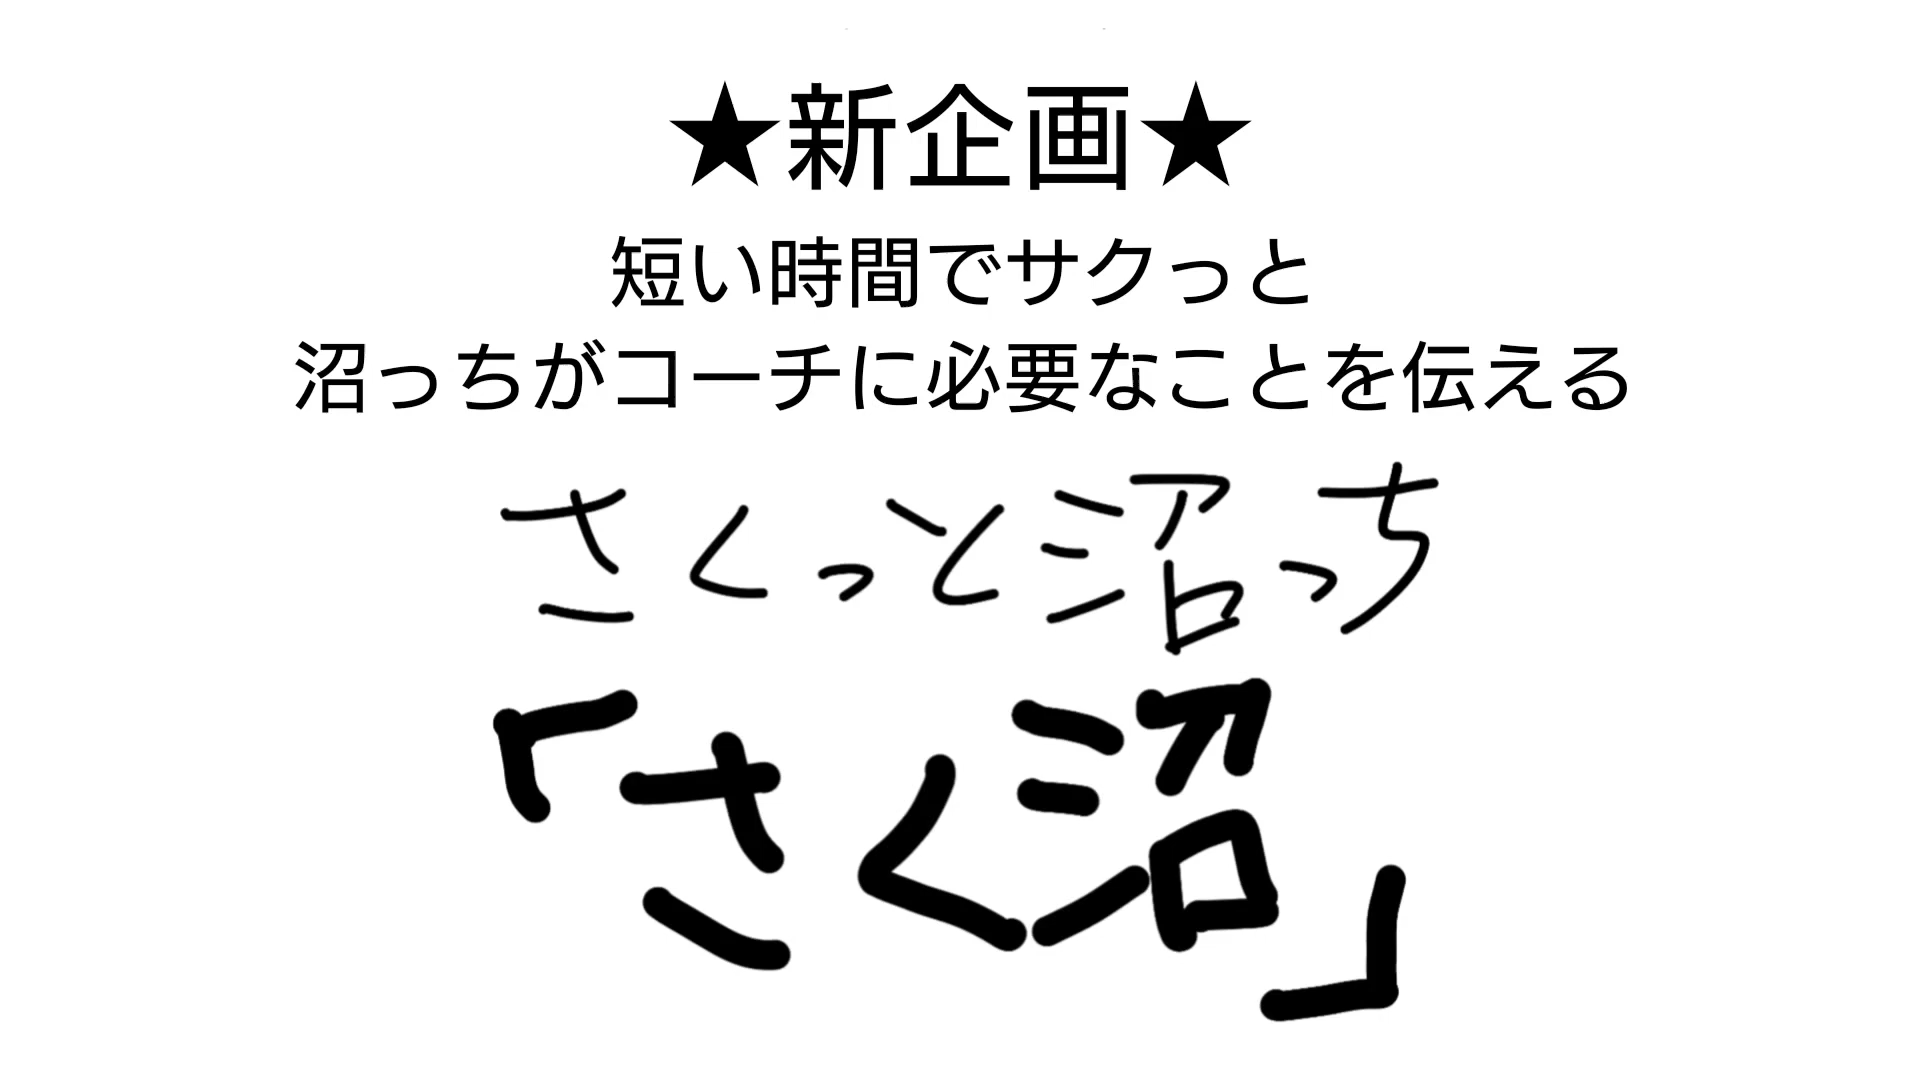 ★新企画★
短い時間でサクっと
沼っちがコーチに必要なことを伝える
さくっと沼っち
「さく沼」